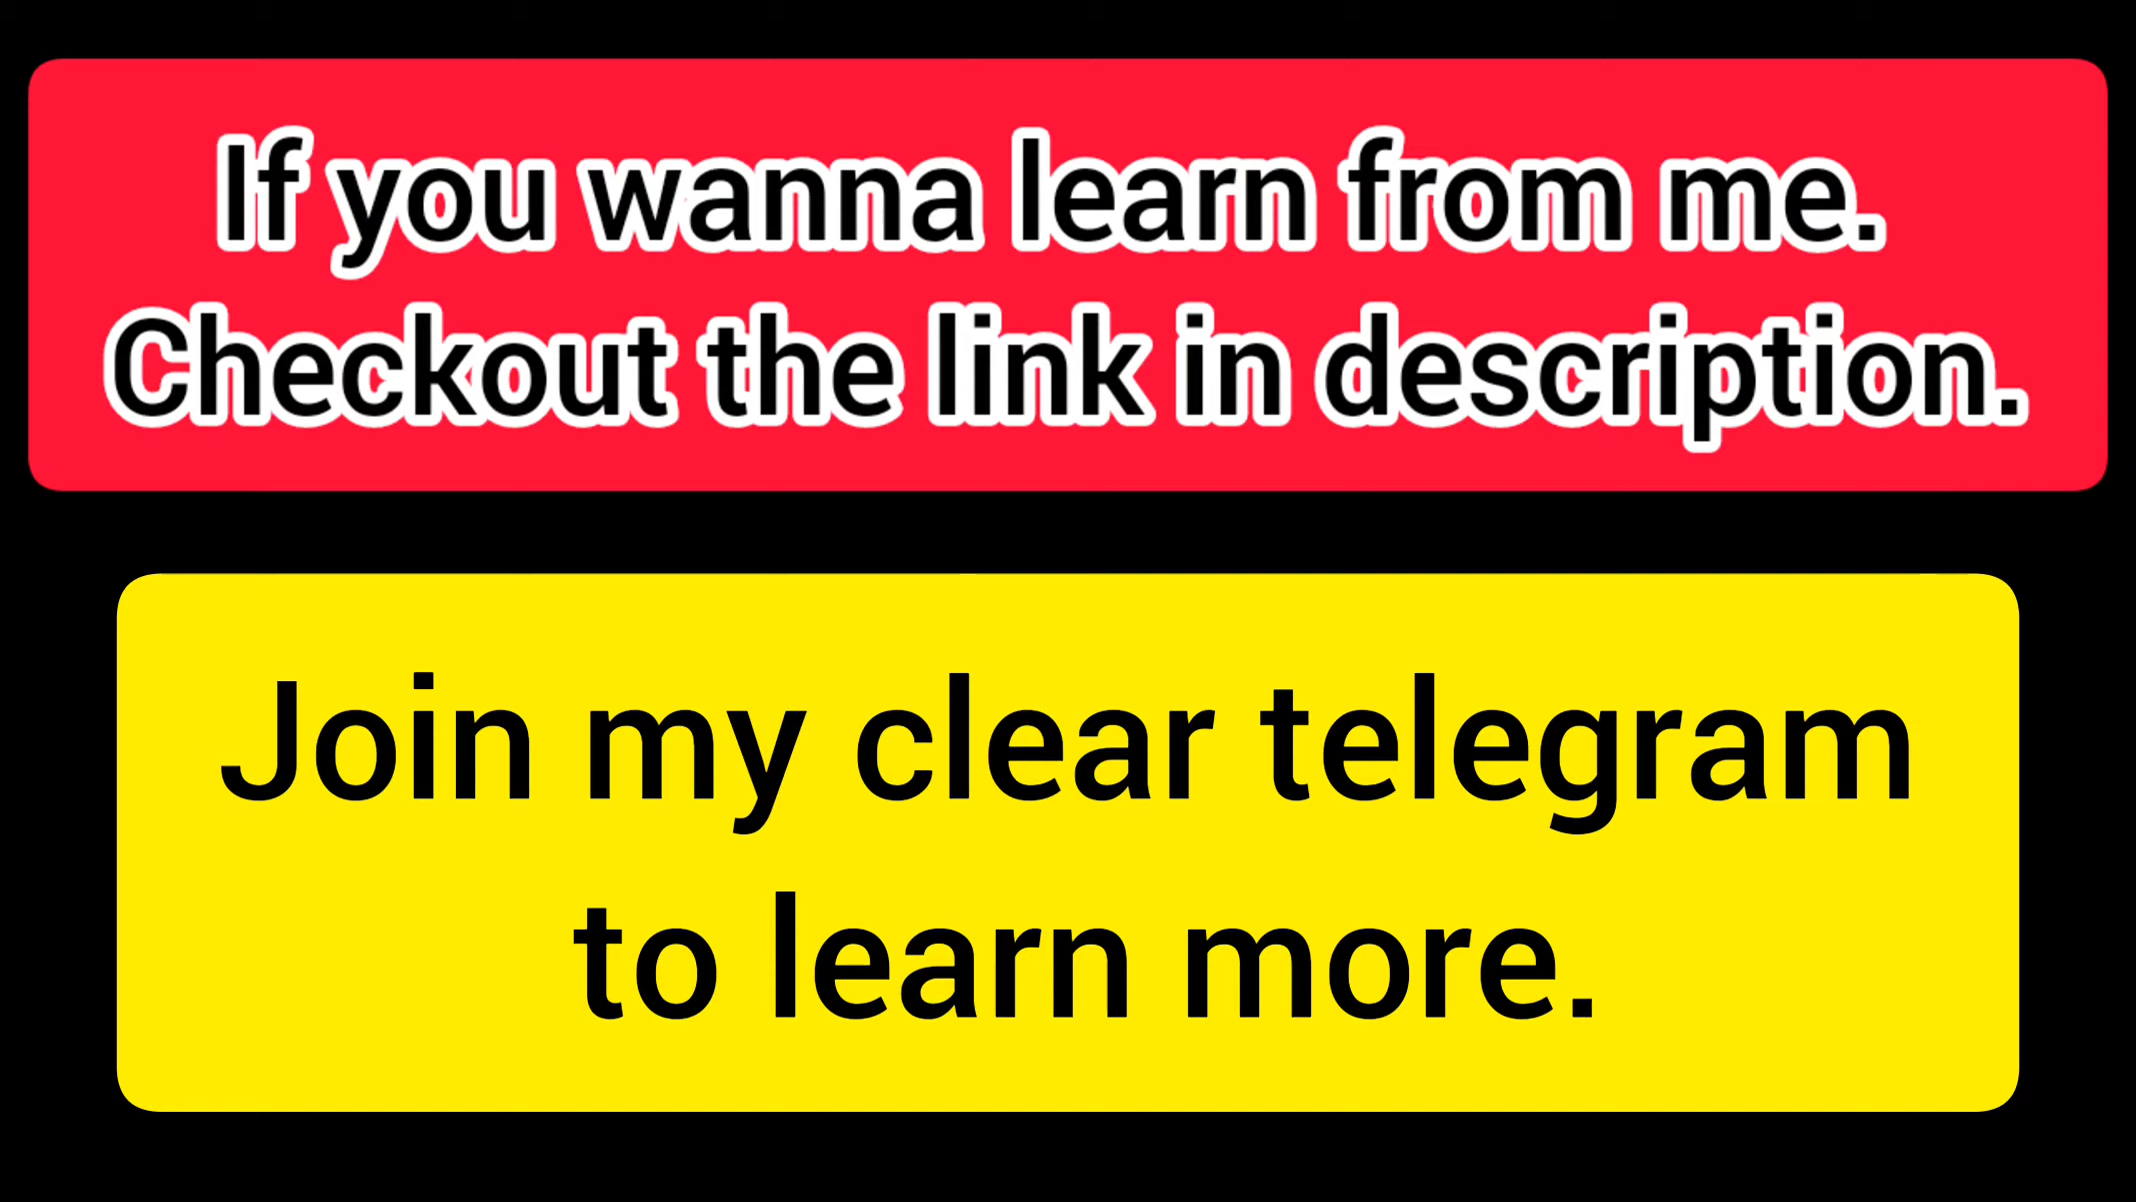 If you wanna learn from me.
Checkout the link in description.
Join my clear telegram
to learn more.